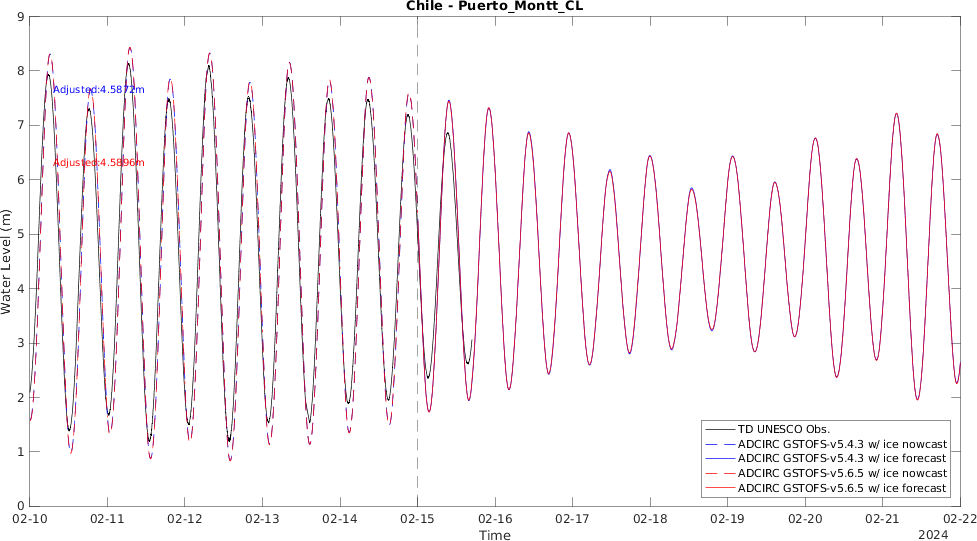 Chile - Puerto_Montt_CL
9
8
7
6
5
4
3
2
1
0
Water Level (m)
Adjusted:4.5872m
Adjusted:4.5896m
TD UNESCO Obs.
ADCIRC GSTOFS-v5.4.3 w/ ice nowcast
ADCIRC GSTOFS-v5.4.3 w/ ice forecast
ADCIRC GSTOFS-v5.6.5 w/ ice nowcast
ADCIRC GSTOFS-v5.6.5 w/ ice forecast
02-10 02-11 02-12 02-13 02-14 02-15 02-16 02-17 02-18 02-19 02-20 02-21 02-22
Time
2024